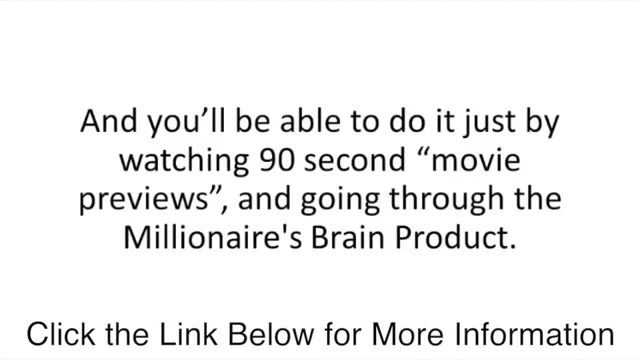 And you’ll be able to do it just by
watching 90 second “movie
previews”, and going through the
Millionaire's Brain Product.
Click the Link Below for More Information